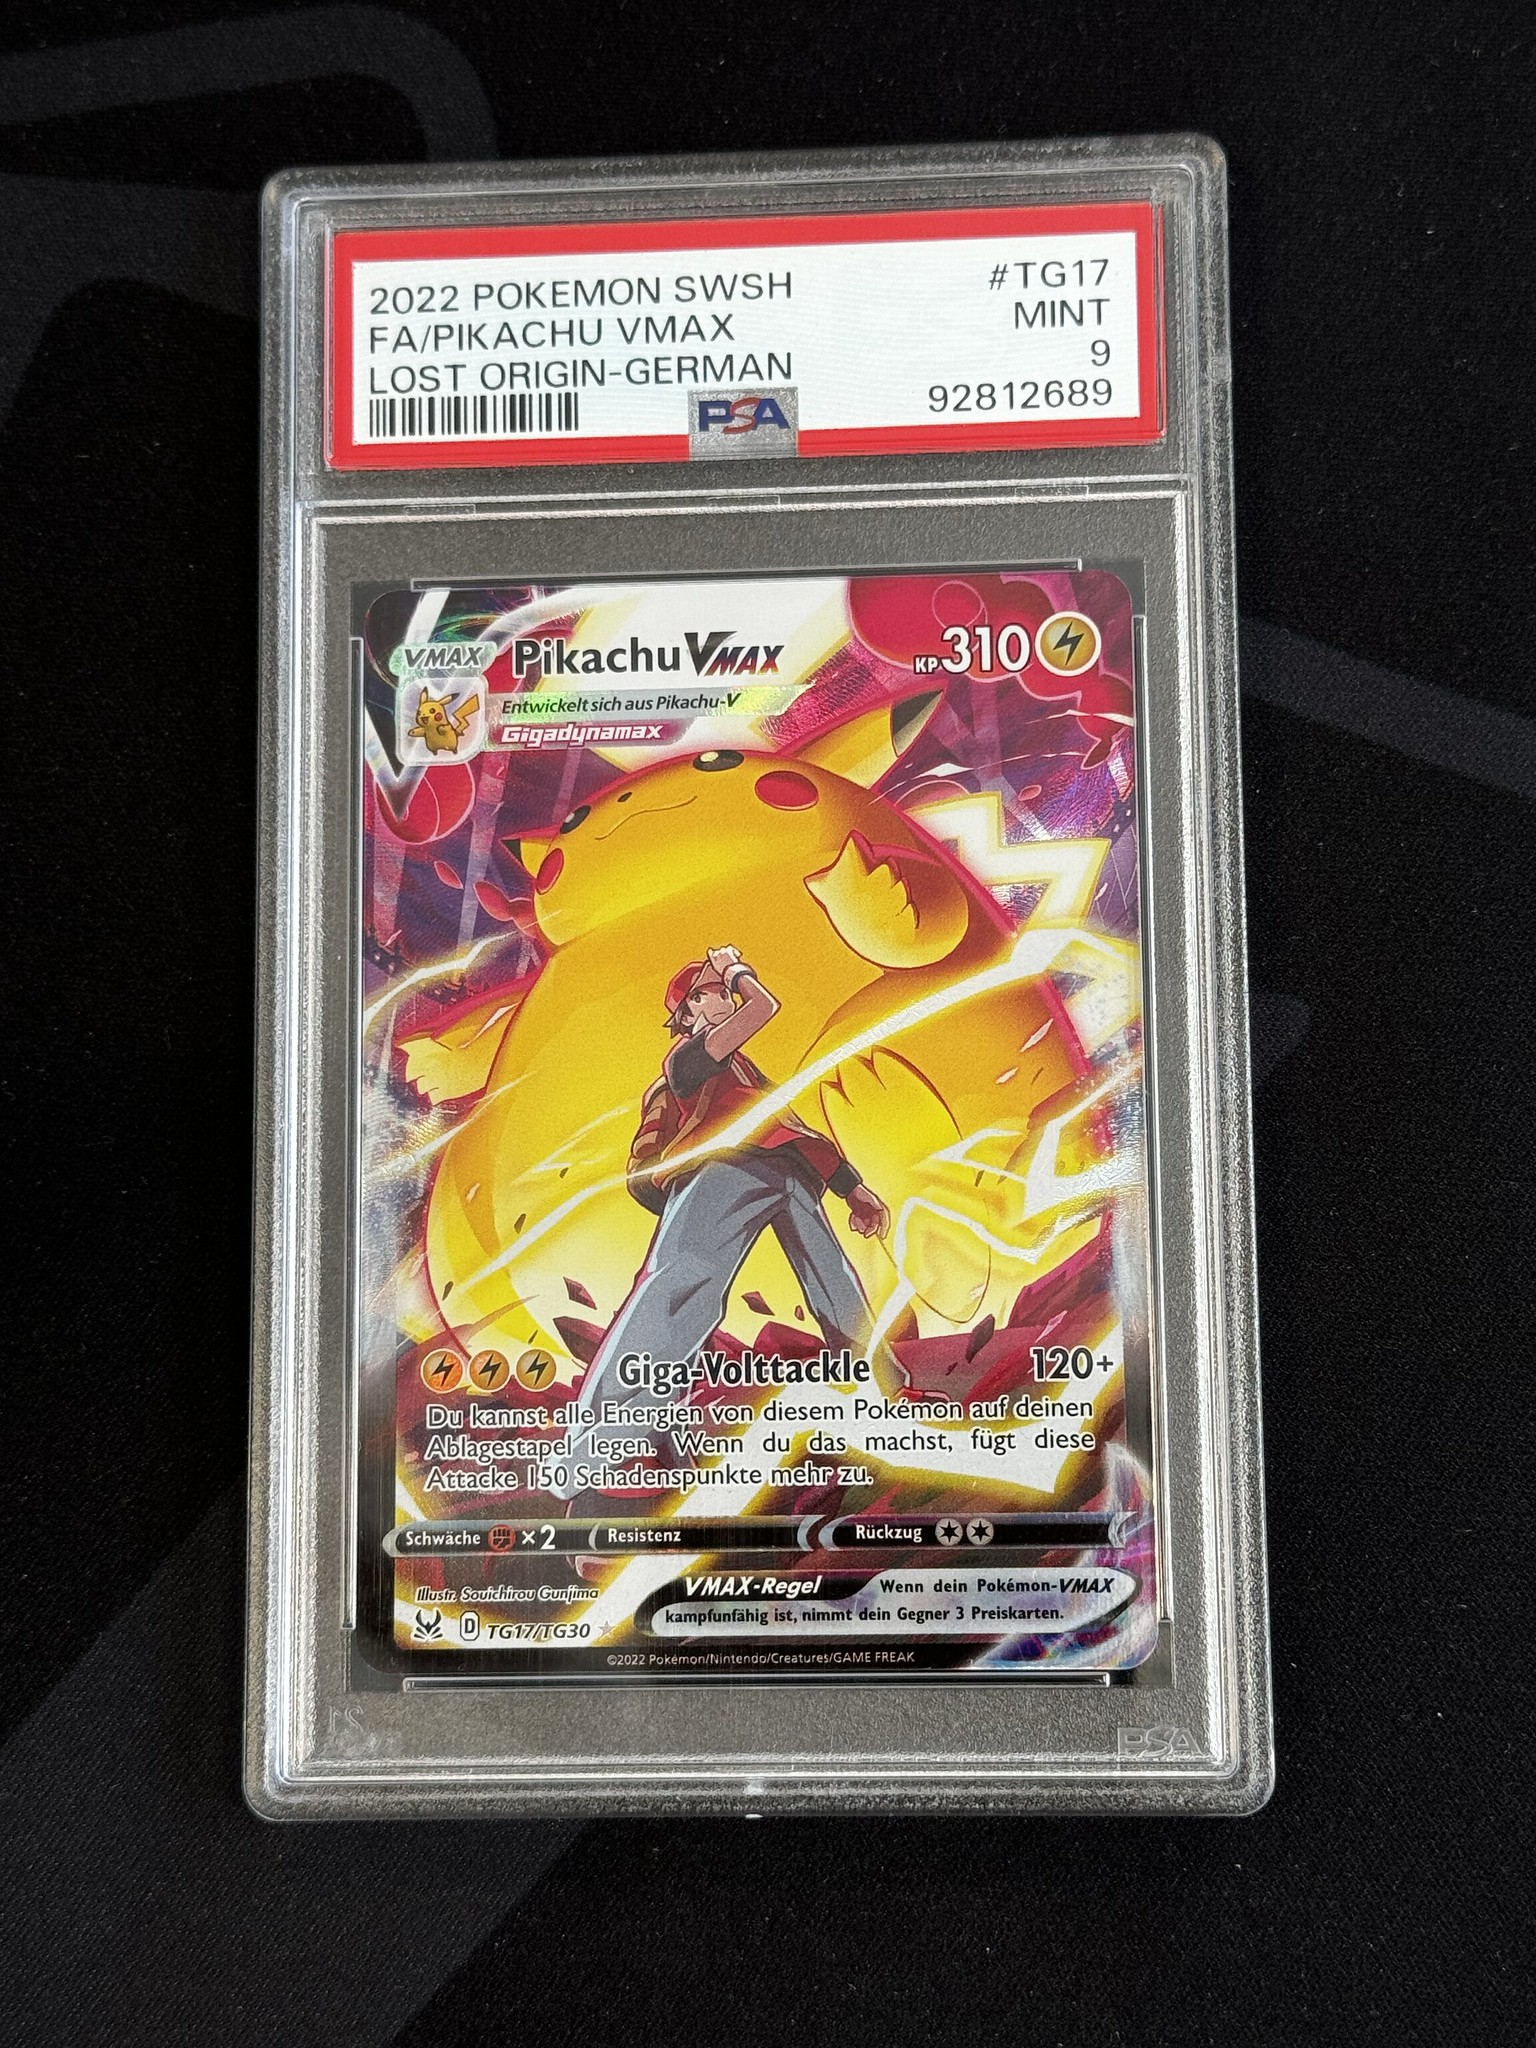 2022 POKEMON SWSH #TG17
FA/PIKACHU VMAX MINT
LOST ORIGIN-GERMAN 9
PSA 92812689
VMAX Pikachu VMAX KP310
Entwickelt sich aus Pikachu-V
Gigadynamax
Giga-Volttackle 120+
Du kannst alle Energien von diesem Pokémon auf deinen
Ablagestapel legen. Wenn du das machst, fügt diese
Attacke 150 Schadenspunkte mehr zu.
Schwäche ×2 Resistenz Rückzug
Illustr. Souichirou Gunjima
VMAX-Regel Wenn dein Pokémon-VMAX
kampfunfähig ist, nimmt dein Gegner 3 Preiskarten.
D TG17/TG30
©2022 Pokémon/Nintendo/Creatures/GAME FREAK
PSA